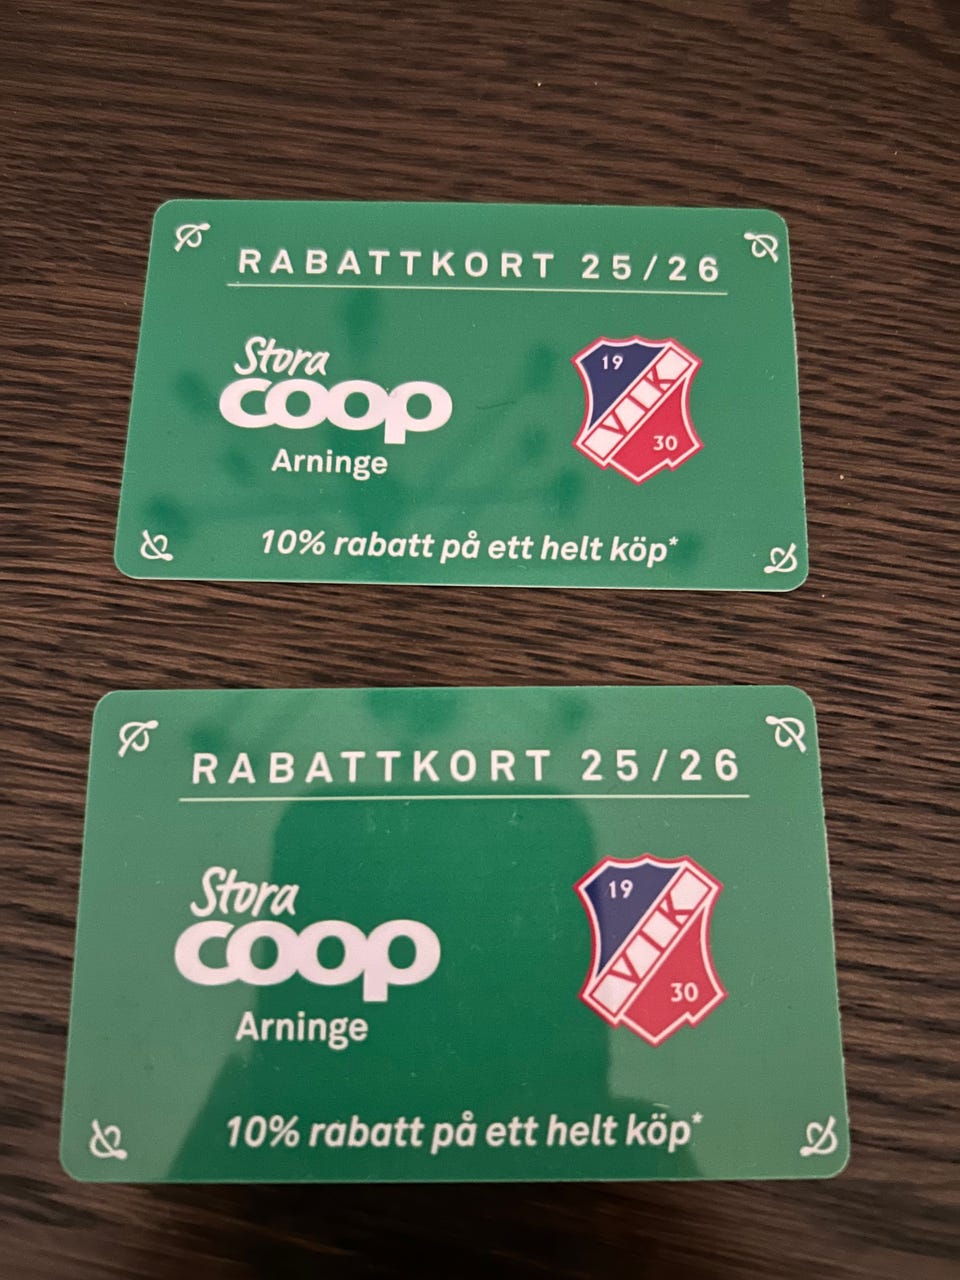 RABATTKORT 25/26
Stora
coop
Arninge
19
VIK
30
10% rabatt på ett helt köp*
RABATTKORT 25/26
Stora
coop
Arninge
19
VIK
30
10% rabatt på ett helt köp*